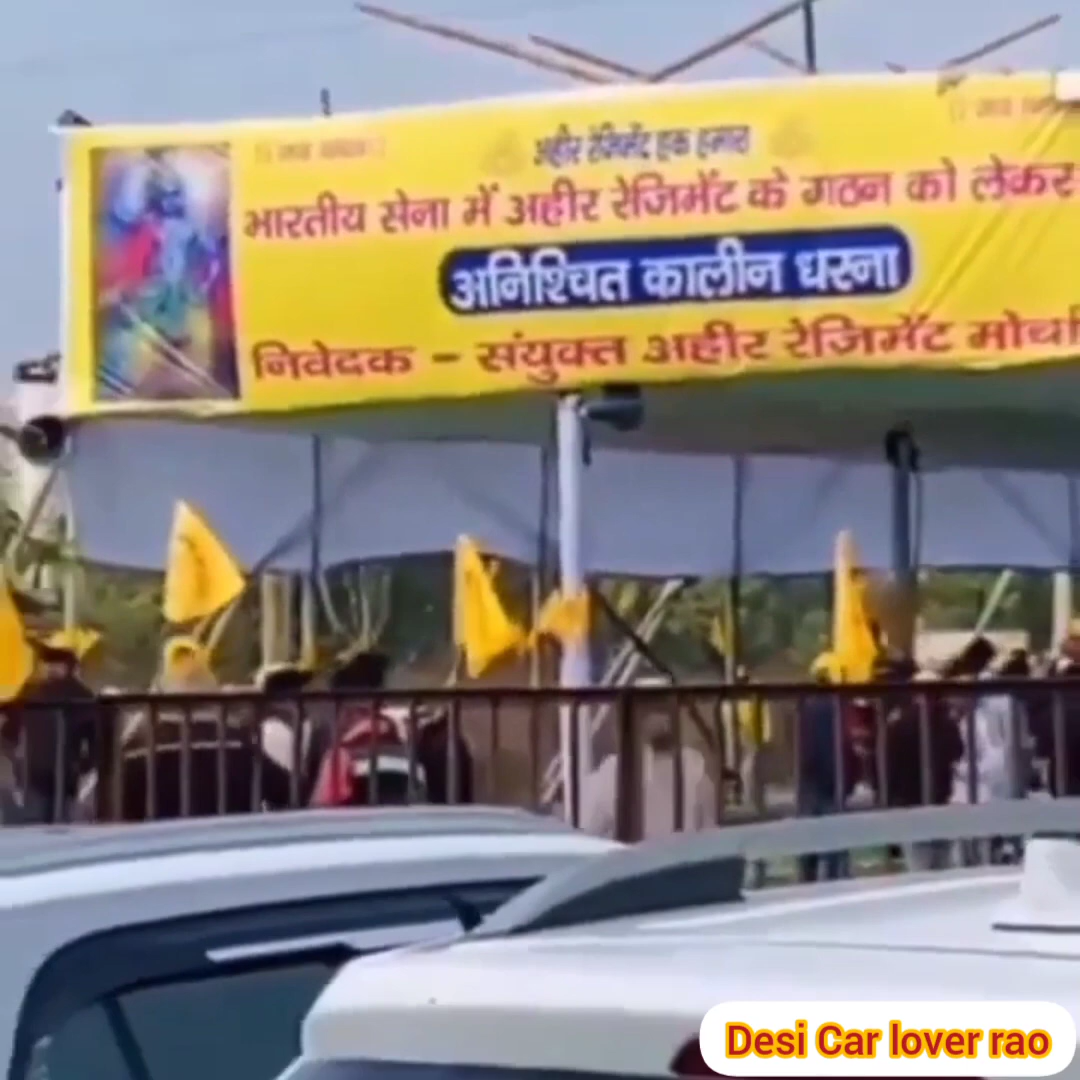 अहीर रेजिमेंट हक हमारा
भारतीय सेना में अहीर रेजिमेंट के गठन को लेकर
अनिश्चित कालीन धरना
निवेदक - संयुक्त अहीर रेजिमेंट मोर्चा
Desi Car lover rao